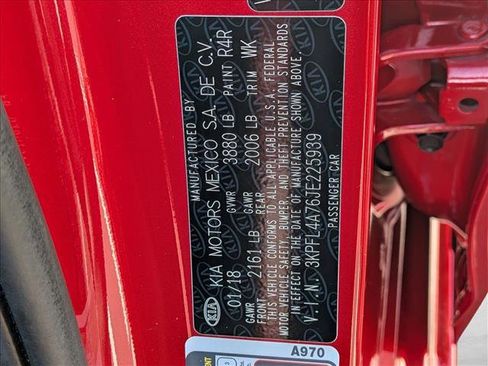 MANUFACTURED BY
KIA KIA MOTORS MEXICO S.A. DE C.V.
01/18 GVWR 3880 LB PAINT R4R
GAWR FRONT 2161 LB GAWR REAR 2006 LB TRIM WK
THIS VEHICLE CONFORMS TO ALL APPLICABLE U.S.A. FEDERAL
MOTOR VEHICLE SAFETY, BUMPER, AND THEFT PREVENTION STANDARDS
IN EFFECT ON THE DATE OF MANUFACTURE SHOWN ABOVE.
V.I.N. 3KPFL4A76JE225939
PASSENGER CAR
A970